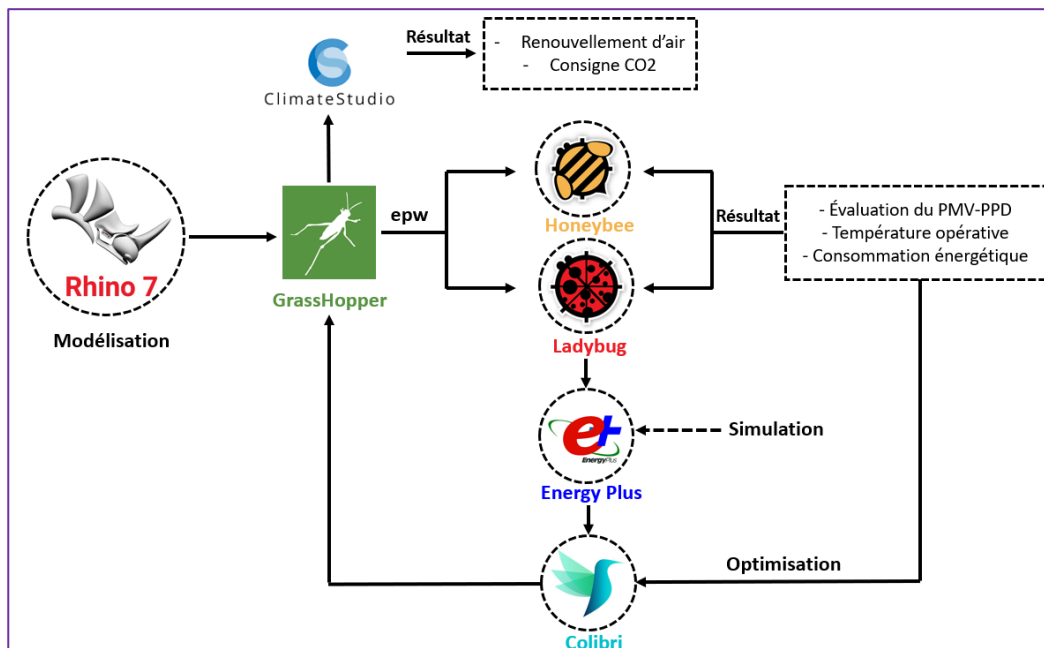 Résultat
- Renouvellement d'air
- Consigne CO2
ClimateStudio
epw
Honeybee
Résultat
- Évaluation du PMV-PPD
- Température opérative
- Consommation énergétique
Rhino 7
GrassHopper
Modélisation
Ladybug
e+
EnergyPlus
Simulation
Energy Plus
Optimisation
Colibri